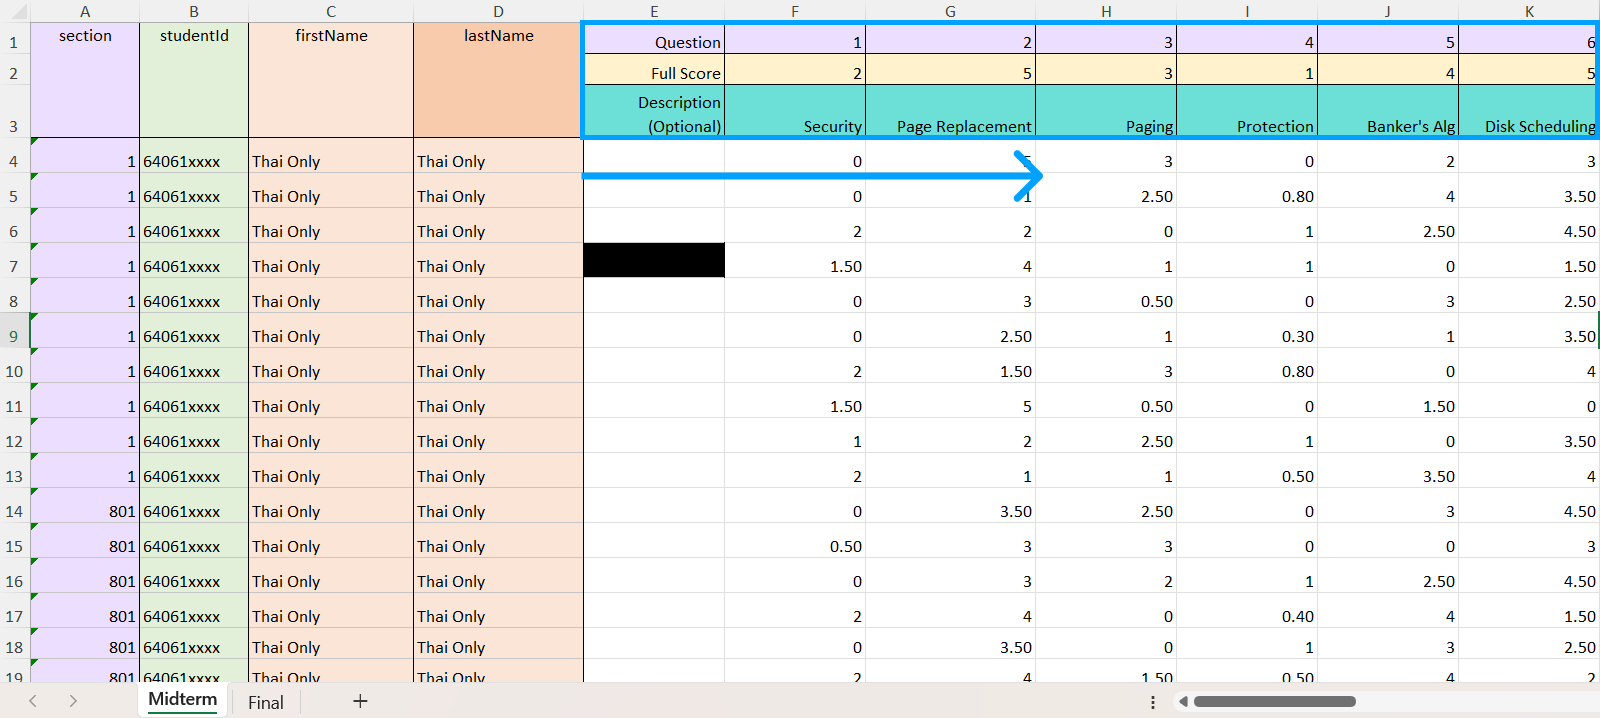 A B C D E F G H I J K
1 section studentId firstName lastName Question 1 2 3 4 5 6
2 Full Score 2 5 3 1 4 5
Description
3 (Optional) Security Page Replacement Paging Protection Banker's Alg Disk Scheduling
4 1 64061xxxx Thai Only Thai Only 0 5 3 0 2 3
5 1 64061xxxx Thai Only Thai Only 0 1 2.50 0.80 4 3.50
6 1 64061xxxx Thai Only Thai Only 2 2 0 1 2.50 4.50
7 1 64061xxxx Thai Only Thai Only 1.50 4 1 1 0 1.50
8 1 64061xxxx Thai Only Thai Only 0 3 0.50 0 3 2.50
9 1 64061xxxx Thai Only Thai Only 0 2.50 1 0.30 1 3.50
10 1 64061xxxx Thai Only Thai Only 2 1.50 3 0.80 0 4
11 1 64061xxxx Thai Only Thai Only 1.50 5 0.50 0 1.50 0
12 1 64061xxxx Thai Only Thai Only 1 2 2.50 1 0 3.50
13 1 64061xxxx Thai Only Thai Only 2 1 1 0.50 3.50 4
14 801 64061xxxx Thai Only Thai Only 0 3.50 2.50 0 3 4.50
15 801 64061xxxx Thai Only Thai Only 0.50 3 3 0 0 3
16 801 64061xxxx Thai Only Thai Only 0 3 2 1 2.50 4.50
17 801 64061xxxx Thai Only Thai Only 2 4 0 0.40 4 1.50
18 801 64061xxxx Thai Only Thai Only 0 3.50 0 1 3 2.50
19 801 64061xxxx Thai Only Thai Only 2 4 1.50 0.50 4 2
Midterm Final